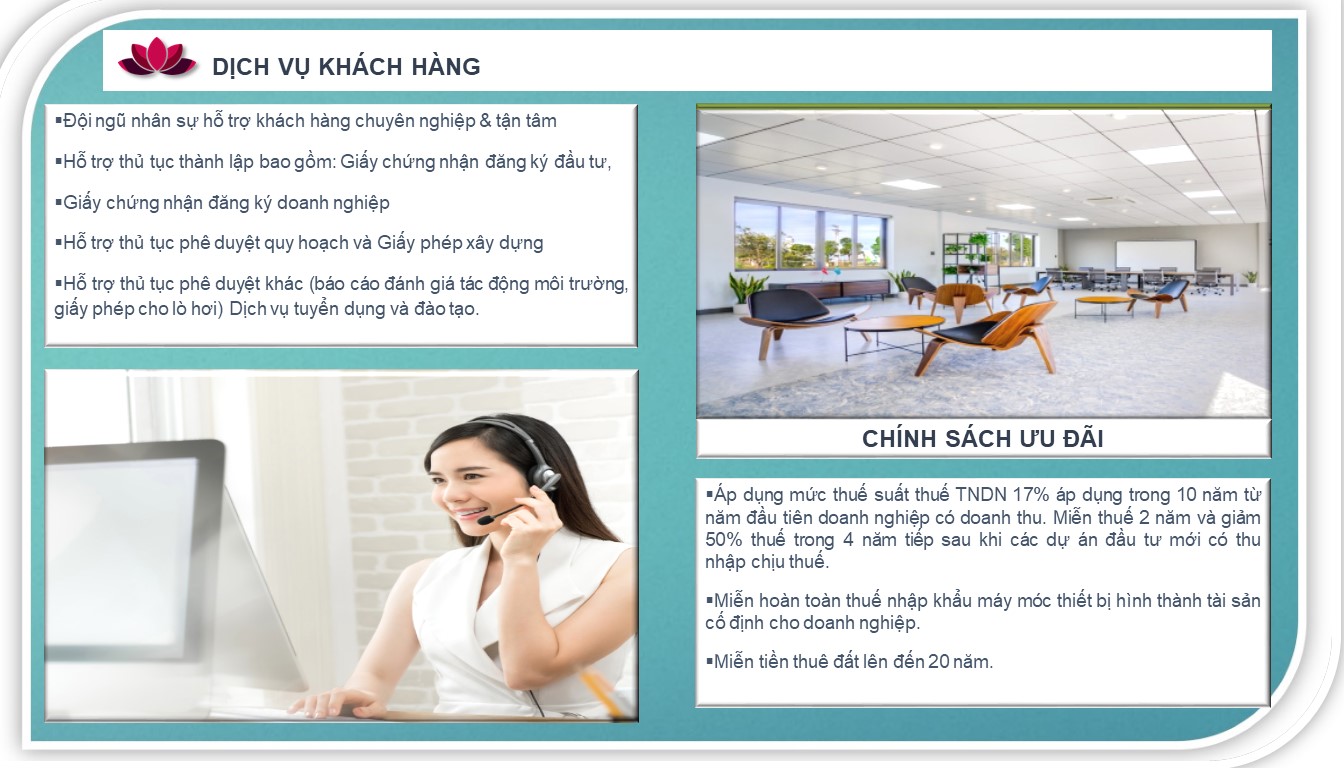 DỊCH VỤ KHÁCH HÀNG
▪Đội ngũ nhân sự hỗ trợ khách hàng chuyên nghiệp & tận tâm
▪Hỗ trợ thủ tục thành lập bao gồm: Giấy chứng nhận đăng ký đầu tư,
▪Giấy chứng nhận đăng ký doanh nghiệp
▪Hỗ trợ thủ tục phê duyệt quy hoạch và Giấy phép xây dựng
▪Hỗ trợ thủ tục phê duyệt khác (báo cáo đánh giá tác động môi trường,
giấy phép cho lò hơi) Dịch vụ tuyển dụng và đào tạo.
CHÍNH SÁCH ƯU ĐÃI
▪Áp dụng mức thuế suất thuế TNDN 17% áp dụng trong 10 năm từ
năm đầu tiên doanh nghiệp có doanh thu. Miễn thuế 2 năm và giảm
50% thuế trong 4 năm tiếp sau khi các dự án đầu tư mới có thu
nhập chịu thuế.
▪Miễn hoàn toàn thuế nhập khẩu máy móc thiết bị hình thành tài sản
cố định cho doanh nghiệp.
▪Miễn tiền thuê đất lên đến 20 năm.